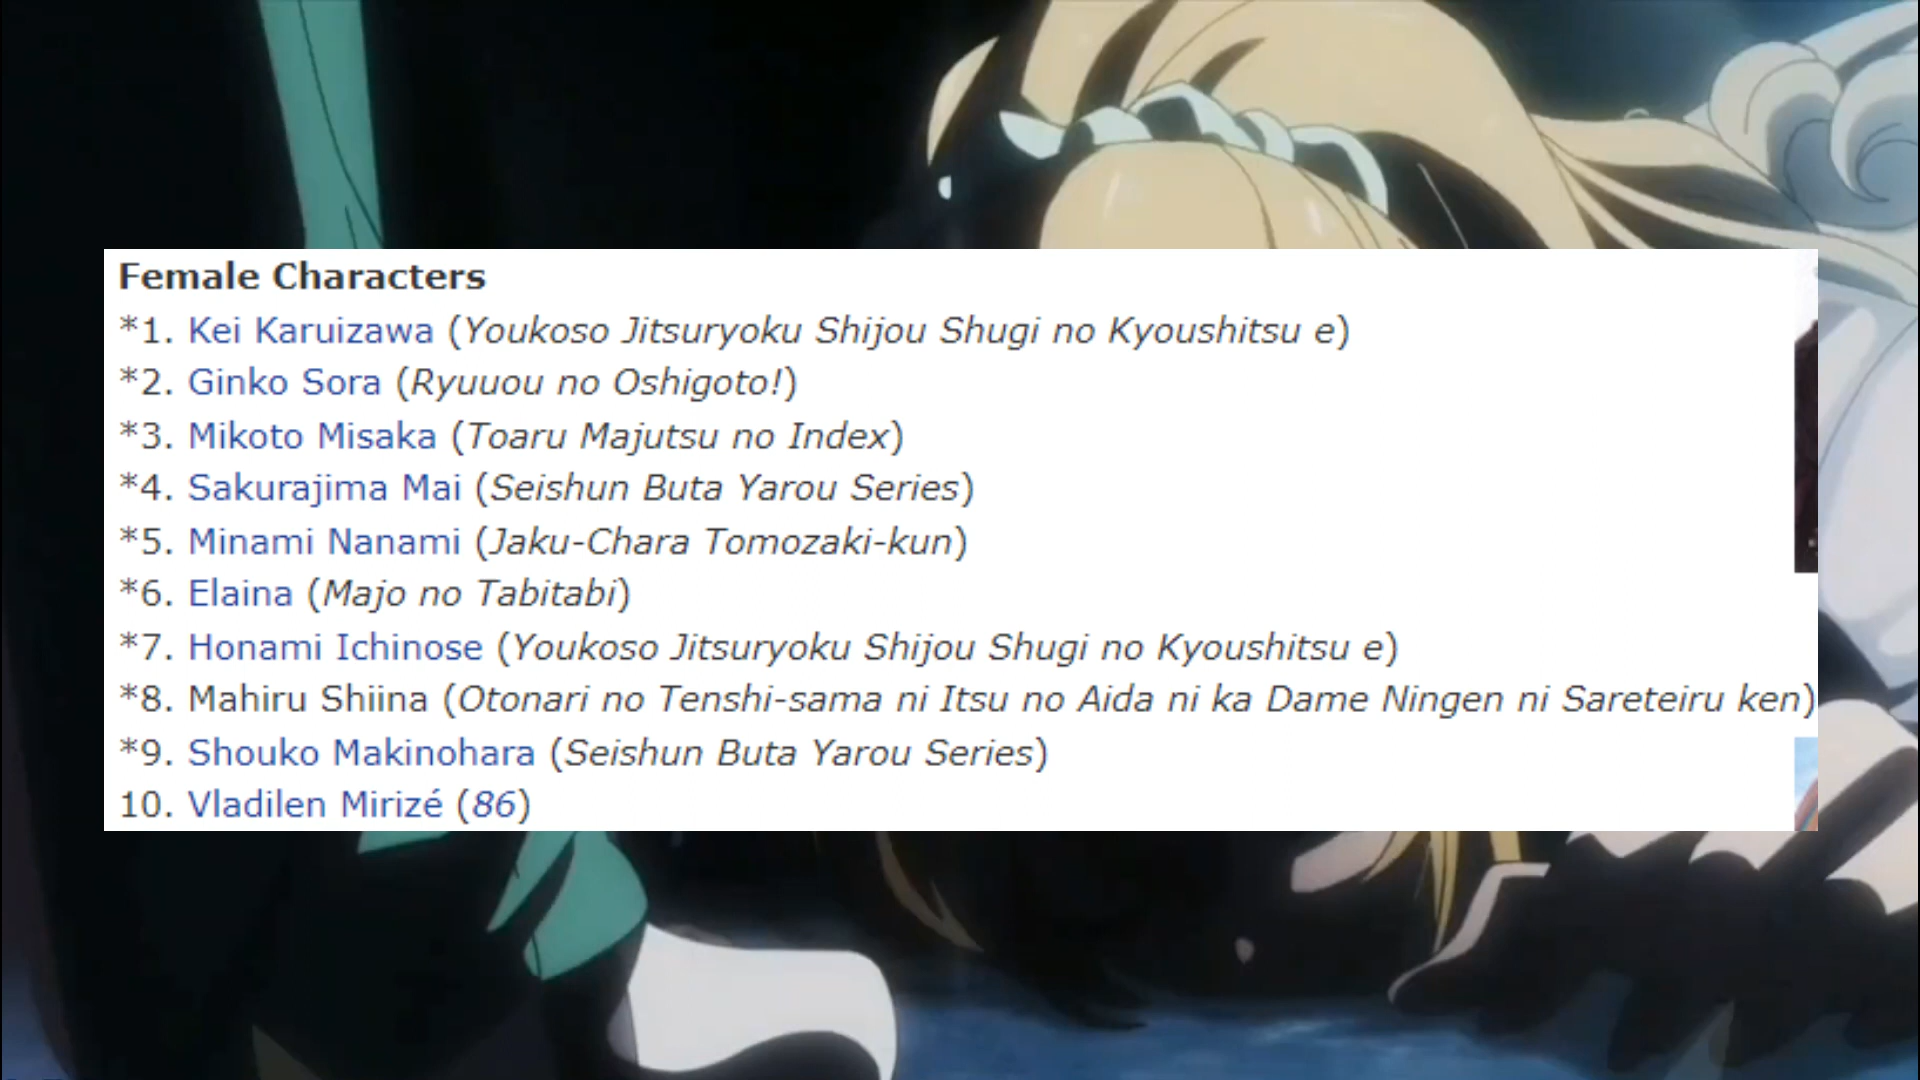 Female Characters
*1. Kei Karuizawa (Youkoso Jitsuryoku Shijou Shugi no Kyoushitsu e)
*2. Ginko Sora (Ryuuou no Oshigoto!)
*3. Mikoto Misaka (Toaru Majutsu no Index)
*4. Sakurajima Mai (Seishun Buta Yarou Series)
*5. Minami Nanami (Jaku-Chara Tomozaki-kun)
*6. Elaina (Majo no Tabitabi)
*7. Honami Ichinose (Youkoso Jitsuryoku Shijou Shugi no Kyoushitsu e)
*8. Mahiru Shiina (Otonari no Tenshi-sama ni Itsu no Aida ni ka Dame Ningen ni Sareteiru ken)
*9. Shouko Makinohara (Seishun Buta Yarou Series)
10. Vladilen Mirizé (86)